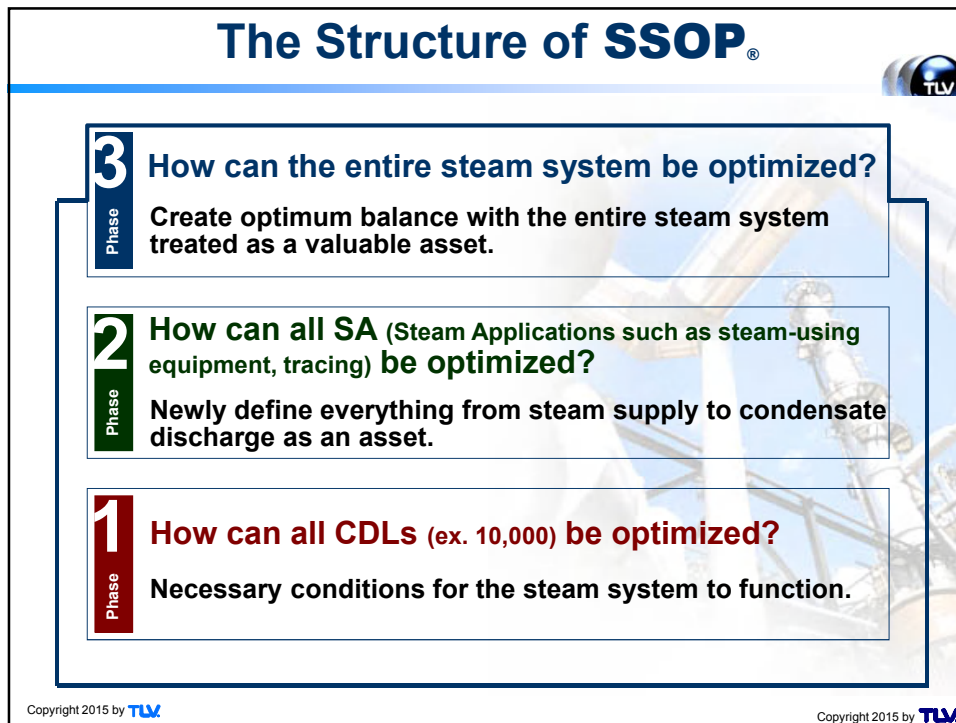 The Structure of SSOP®
TLV
3
Phase
How can the entire steam system be optimized?
Create optimum balance with the entire steam system
treated as a valuable asset.
2
Phase
How can all SA (Steam Applications such as steam-using
equipment, tracing) be optimized?
Newly define everything from steam supply to condensate
discharge as an asset.
1
Phase
How can all CDLs (ex. 10,000) be optimized?
Necessary conditions for the steam system to function.
Copyright 2015 by TLV.
Copyright 2015 by TLV.